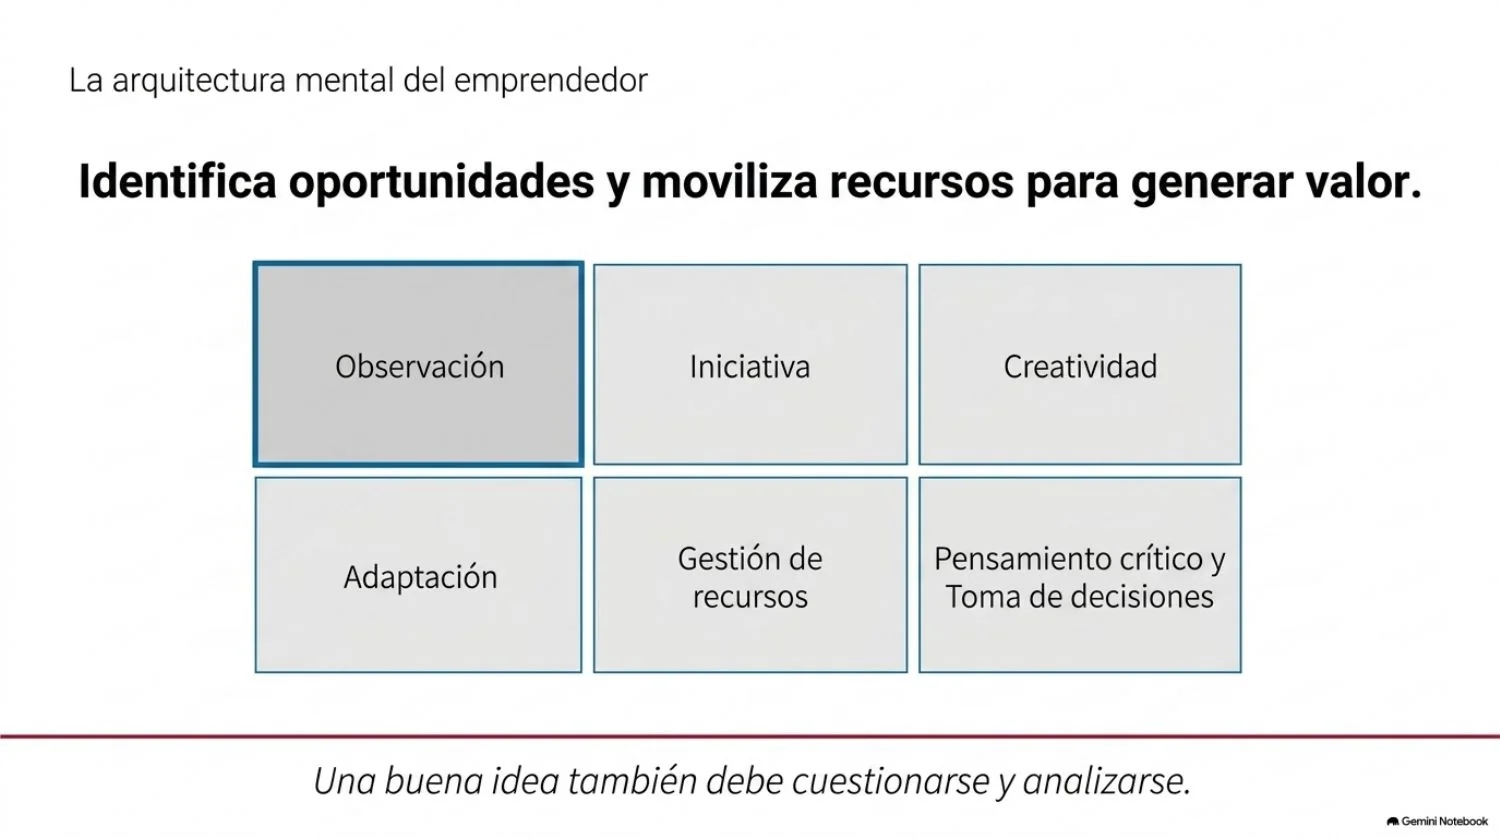 La arquitectura mental del emprendedor
Identifica oportunidades y moviliza recursos para generar valor.
Observación
Iniciativa
Creatividad
Adaptación
Gestión de
recursos
Pensamiento crítico y
Toma de decisiones
Una buena idea también debe cuestionarse y analizarse.
Gemini Notebook